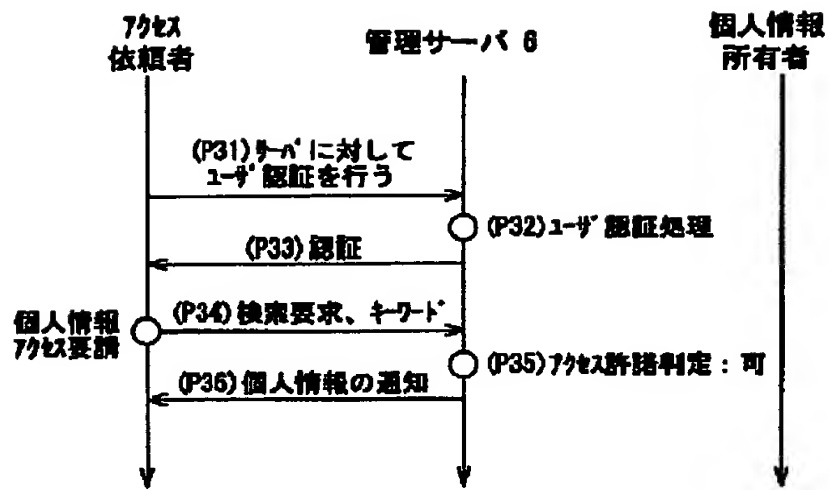 ｱｸｾｽ
依頼者
管理サーバ 6
個人情報
所有者
(P31)ｻｰﾊﾞに対して
ﾕｰｻﾞ認証を行う
(P32)ﾕｰｻﾞ認証処理
(P33)認証
(P34)検索要求、ｷｰﾜｰﾄﾞ
個人情報
ｱｸｾｽ要請
(P35)ｱｸｾｽ許諾判定：可
(P36)個人情報の通知